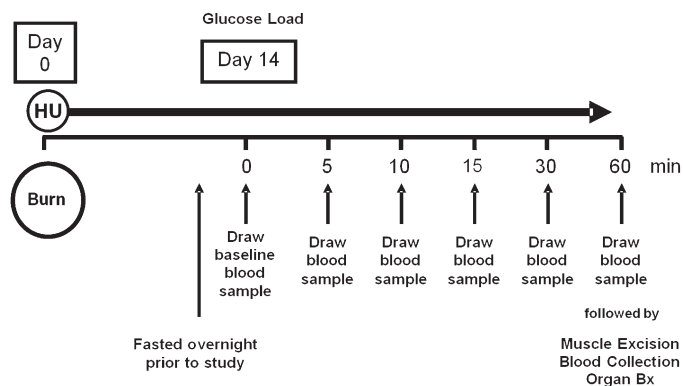 Glucose Load
Day
0
Day 14
HU
Burn
0 5 10 15 30 60 min
Draw
baseline
blood
sample
Draw
blood
sample
Draw
blood
sample
Draw
blood
sample
Draw
blood
sample
Draw
blood
sample
followed by
Fasted overnight
prior to study
Muscle Excision
Blood Collection
Organ Bx